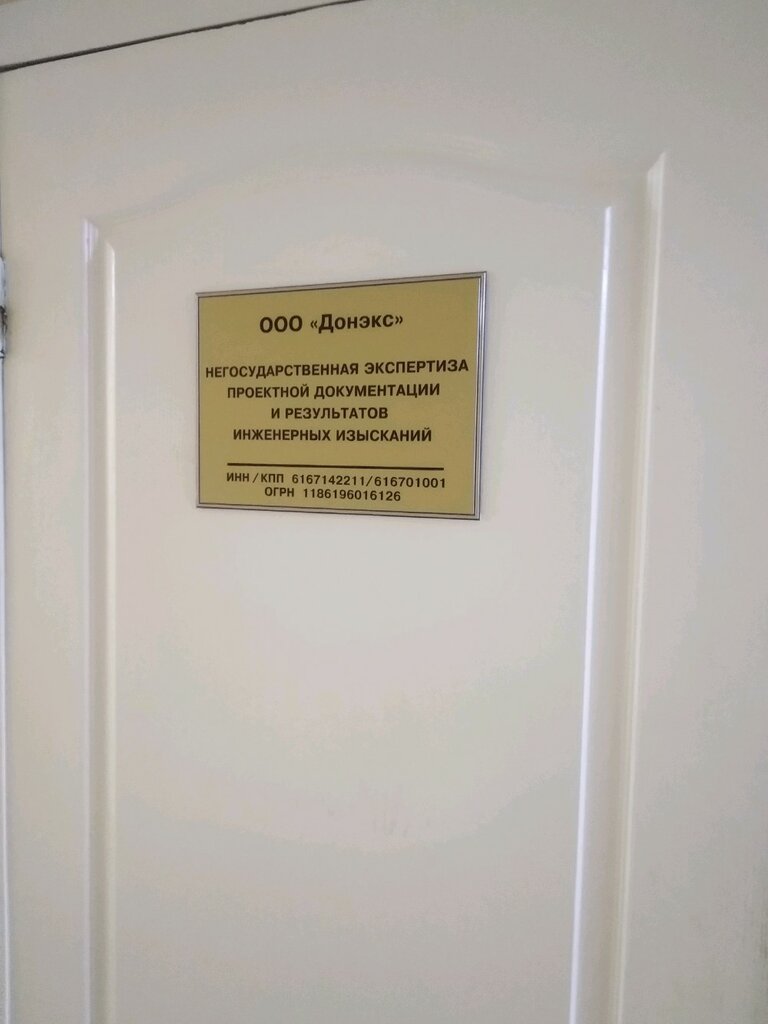 ООО «Донэкс»
НЕГОСУДАРСТВЕННАЯ ЭКСПЕРТИЗА
ПРОЕКТНОЙ ДОКУМЕНТАЦИИ
И РЕЗУЛЬТАТОВ
ИНЖЕНЕРНЫХ ИЗЫСКАНИЙ
ИНН / КПП 6167142211/616701001
ОГРН 1186196016126